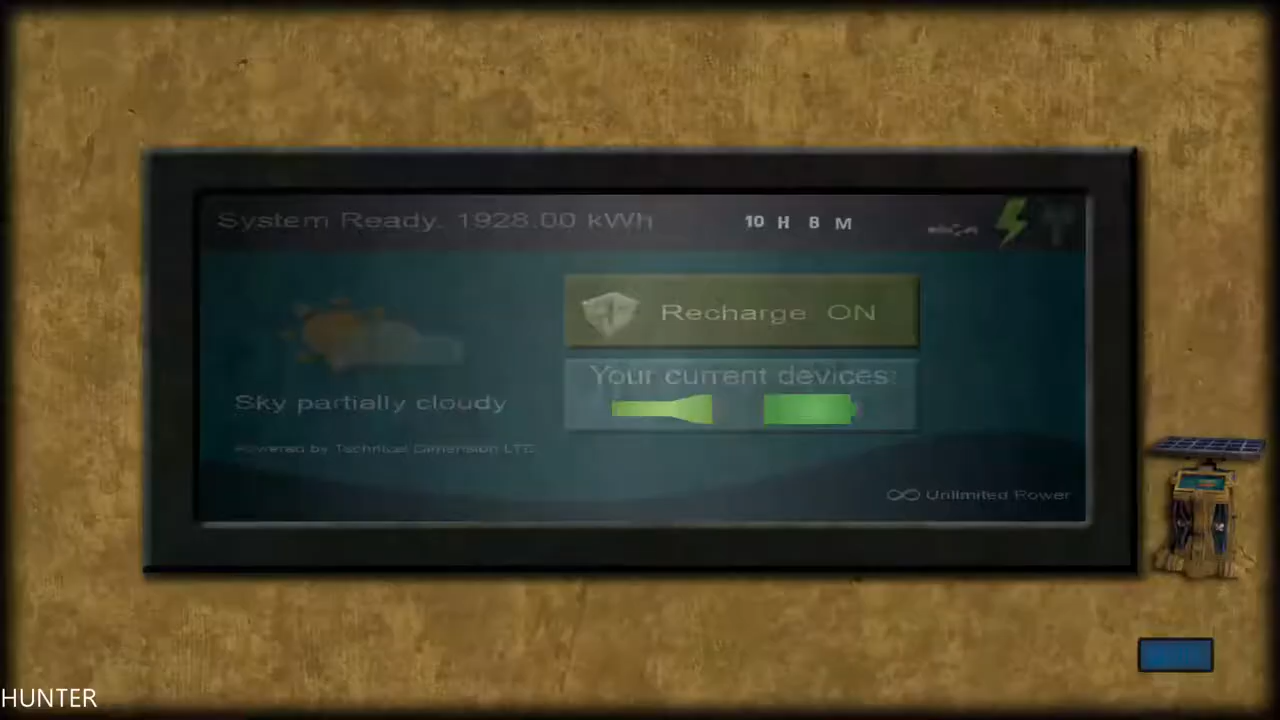 System Ready. 1928.00 kWh
10 H 8 M
Recharge ON
Your current devices:
Sky partially cloudy
Powered by Technical Dimension LTD.
∞ Unlimited Power
HUNTER